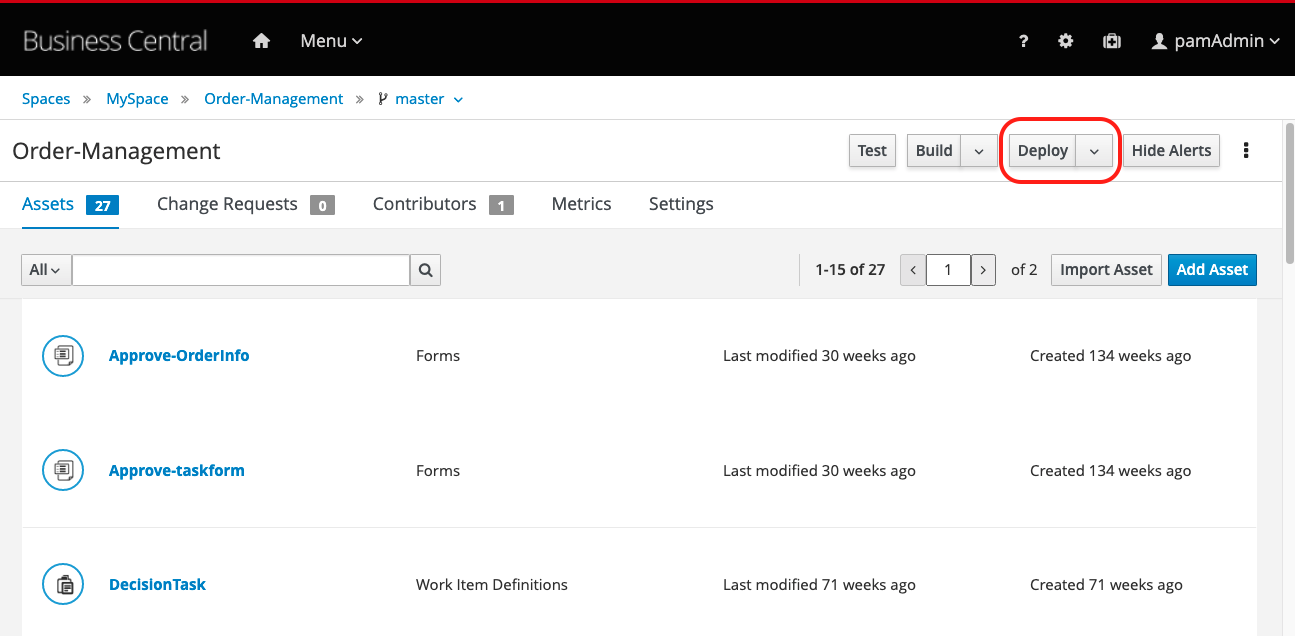 Business Central Menu ? pamAdmin
Spaces » MySpace » Order-Management » master
Order-Management Test Build Deploy Hide Alerts
Assets 27 Change Requests 0 Contributors 1 Metrics Settings
All 1-15 of 27 < 1 > of 2 Import Asset Add Asset
Approve-OrderInfo Forms Last modified 30 weeks ago Created 134 weeks ago
Approve-taskform Forms Last modified 30 weeks ago Created 134 weeks ago
DecisionTask Work Item Definitions Last modified 71 weeks ago Created 71 weeks ago